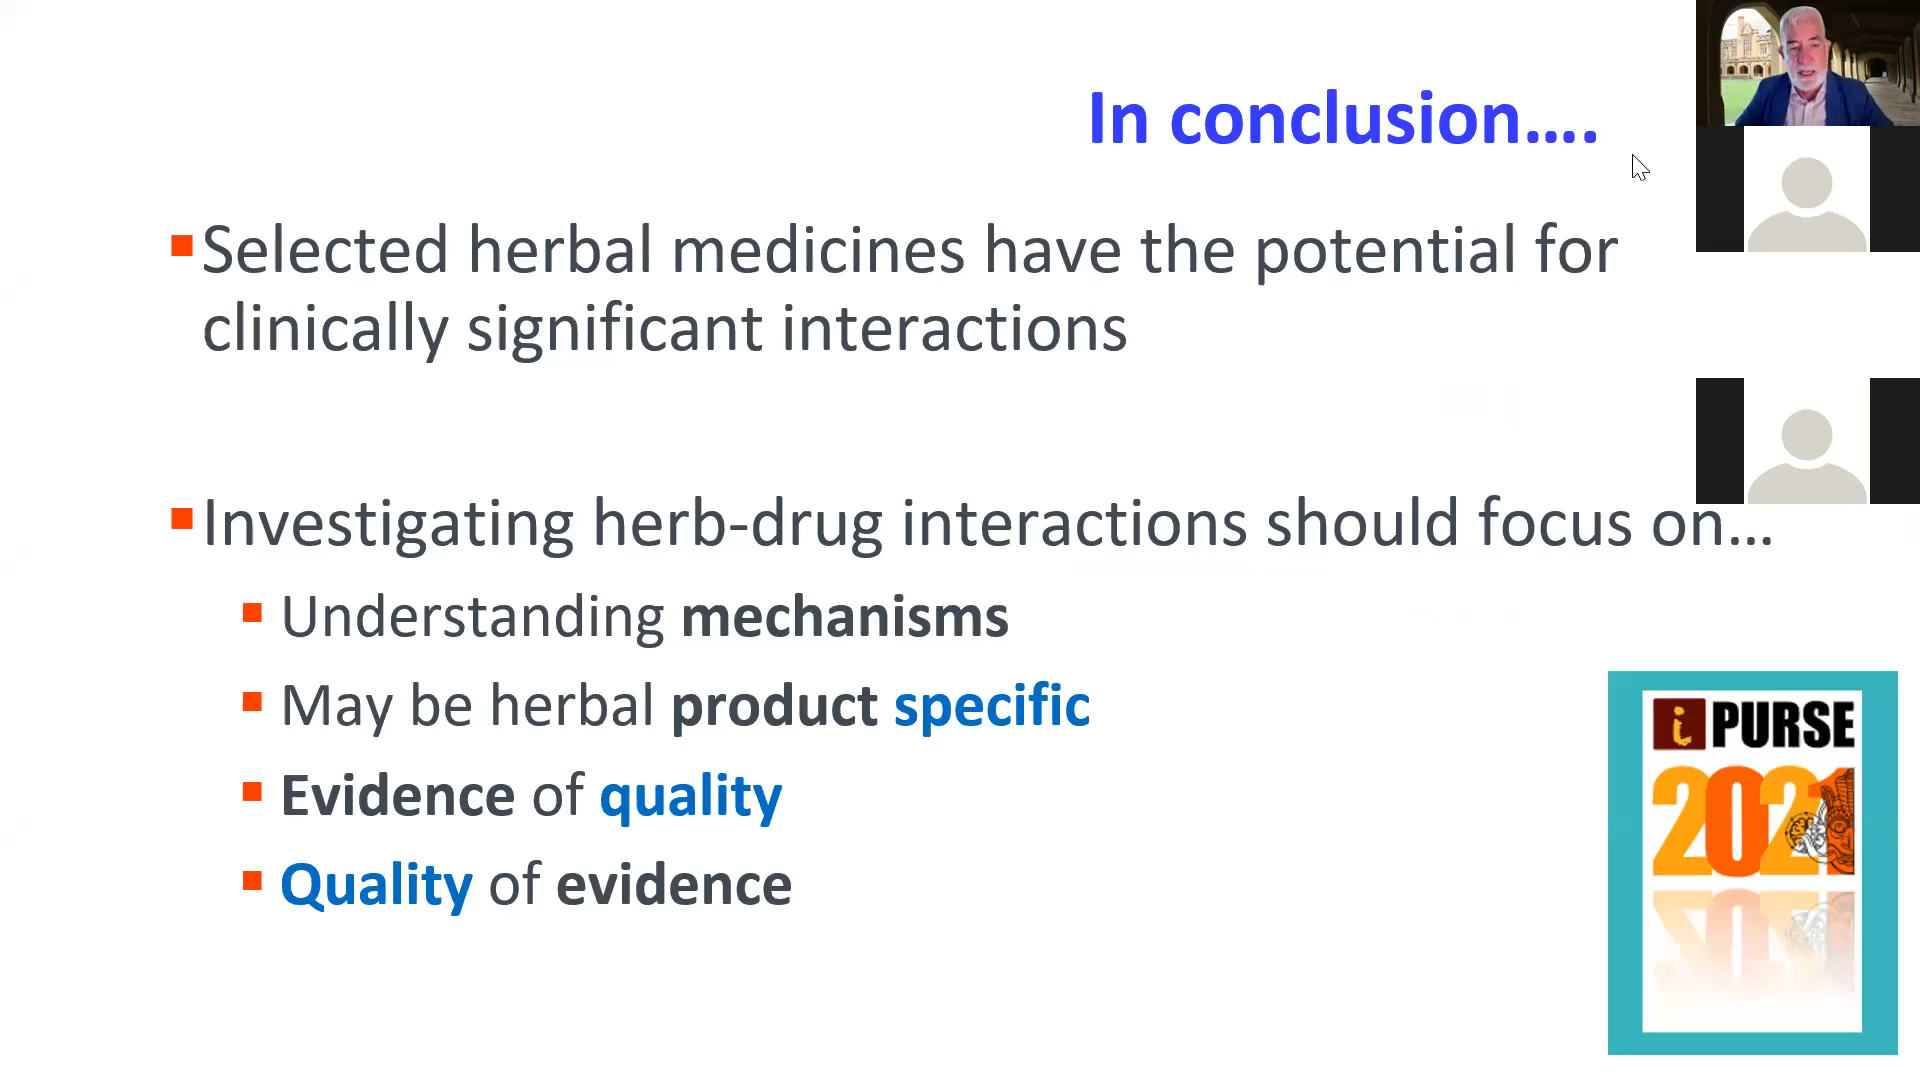 In conclusion….
Selected herbal medicines have the potential for
clinically significant interactions
Investigating herb-drug interactions should focus on...
Understanding mechanisms
May be herbal product specific
Evidence of quality
Quality of evidence
i PURSE
2021